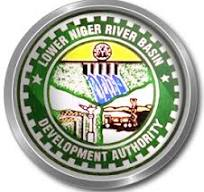 LOWER NIGER RIVER BASIN
DEVELOPMENT AUTHORITY